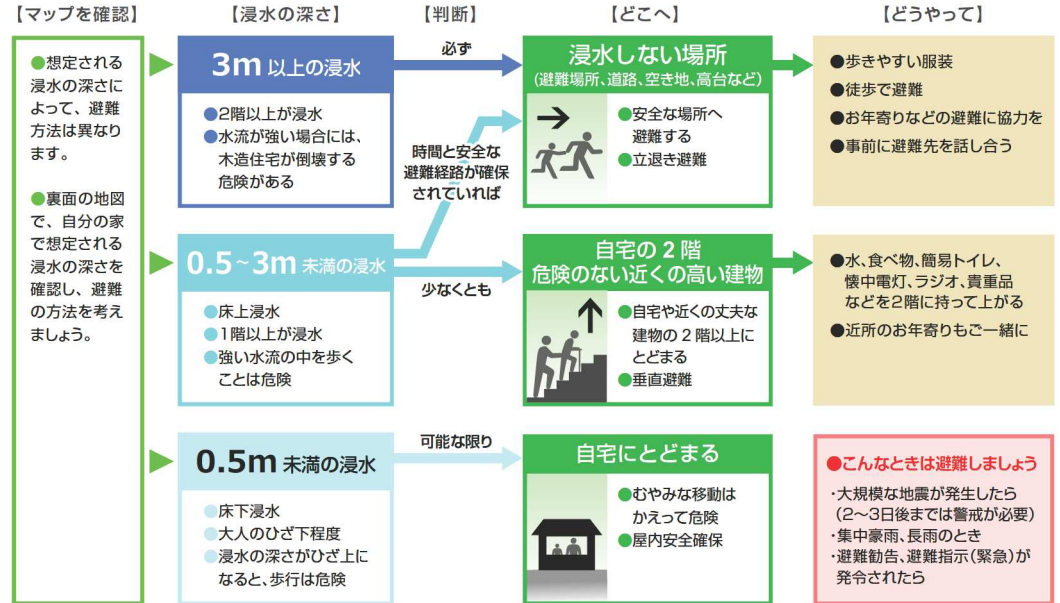 【マップを確認】
【浸水の深さ】
【判断】
【どこへ】
【どうやって】
●想定される
浸水の深さに
よって、避難
方法は異なり
ます。
●裏面の地図
で、自分の家
で想定される
浸水の深さを
確認し、避難
の方法を考え
ましょう。
3m 以上の浸水
●2階以上が浸水
●水流が強い場合には、
木造住宅が倒壊する
危険がある
必ず
時間と安全な
避難経路が確保
されていれば
浸水しない場所
(避難場所、道路、空き地、高台など)
●安全な場所へ
避難する
●立退き避難
●歩きやすい服装
●徒歩で避難
●お年寄りなどの避難に協力を
●事前に避難先を話し合う
0.5~3m 未満の浸水
●床上浸水
●1階以上が浸水
●強い水流の中を歩く
ことは危険
少なくとも
自宅の2階
危険のない近くの高い建物
●自宅や近くの丈夫な
建物の2階以上に
とどまる
●垂直避難
●水、食べ物、簡易トイレ、
懐中電灯、ラジオ、貴重品
などを2階に持って上がる
●近所のお年寄りもご一緒に
0.5m 未満の浸水
●床下浸水
●大人のひざ下程度
●浸水の深さがひざ上に
なると、歩行は危険
可能な限り
自宅にとどまる
●むやみな移動は
かえって危険
●屋内安全確保
●こんなときは避難しましょう
・大規模な地震が発生したら
(2〜3日後までは警戒が必要)
・集中豪雨、長雨のとき
・避難勧告、避難指示(緊急)が
発令されたら